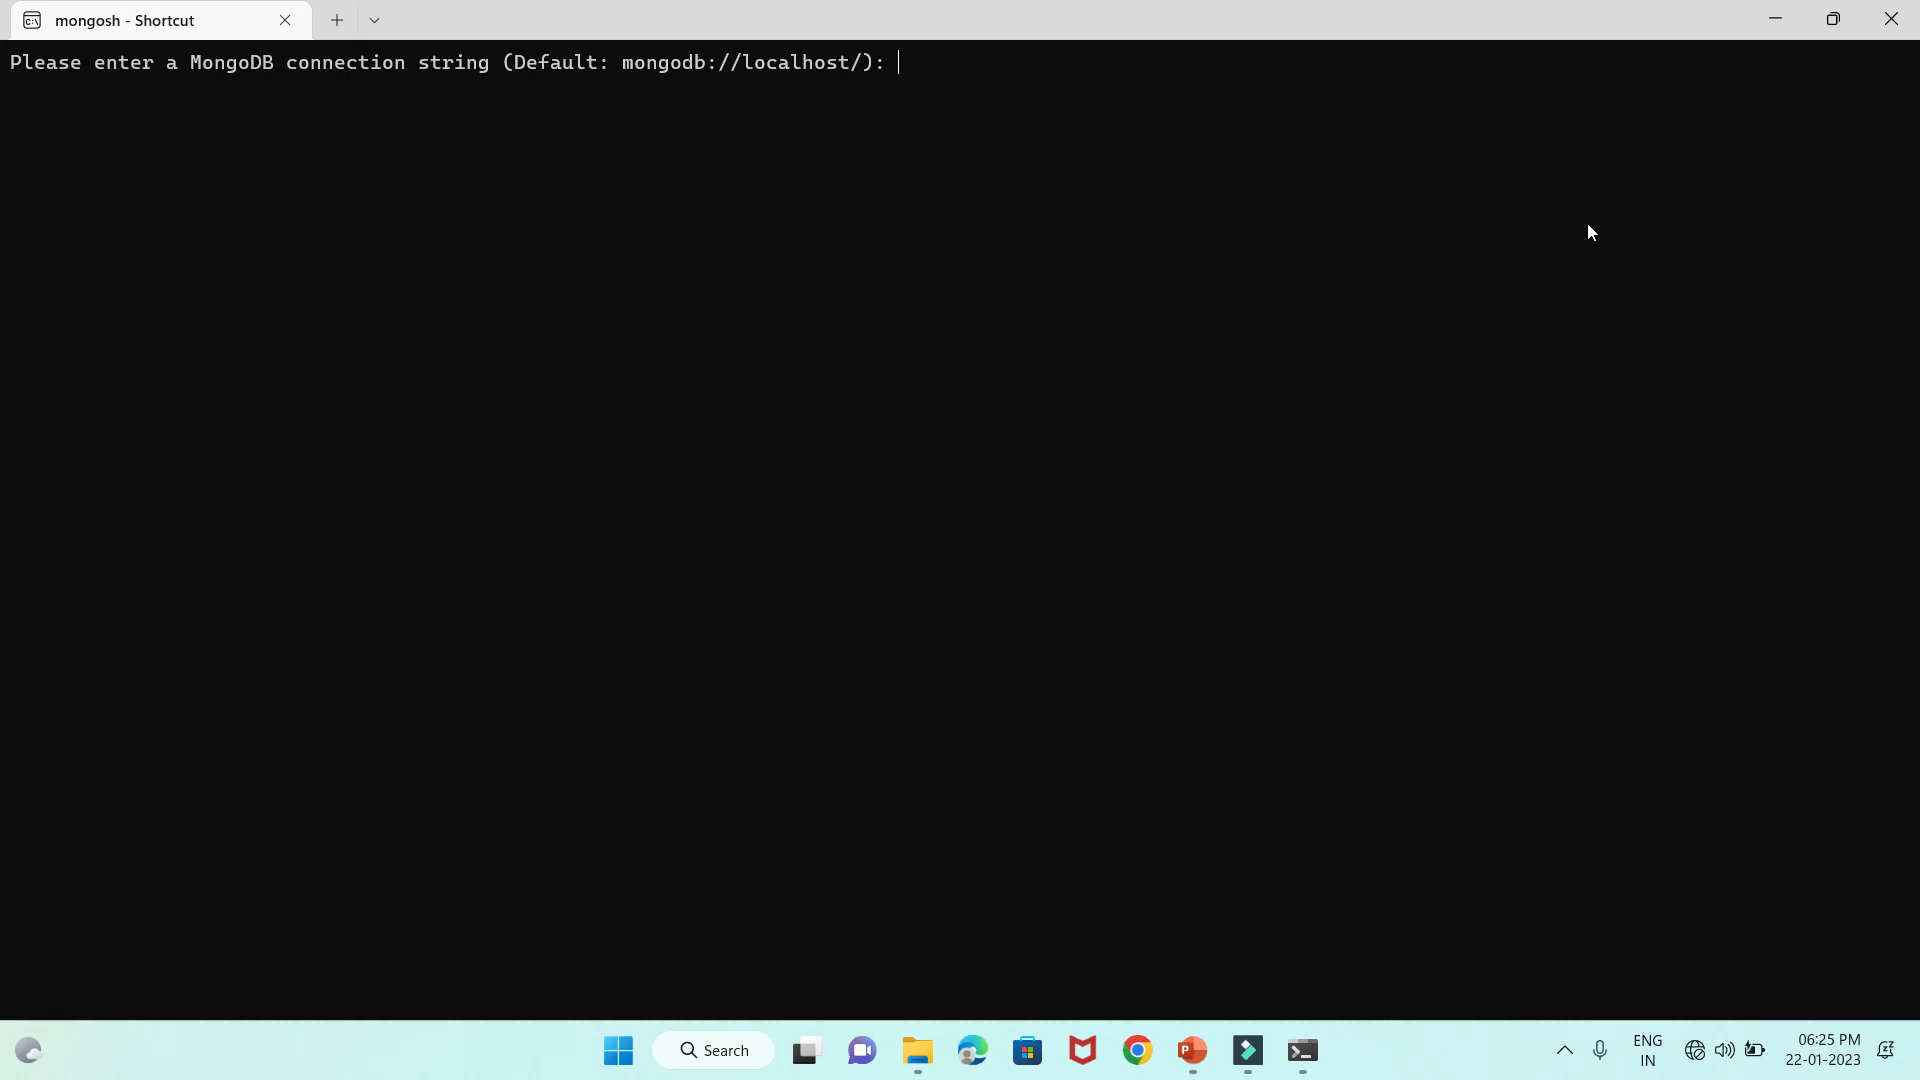 mongosh - Shortcut
Please enter a MongoDB connection string (Default: mongodb://localhost/):
Search
ENG
IN
06:25 PM
22-01-2023